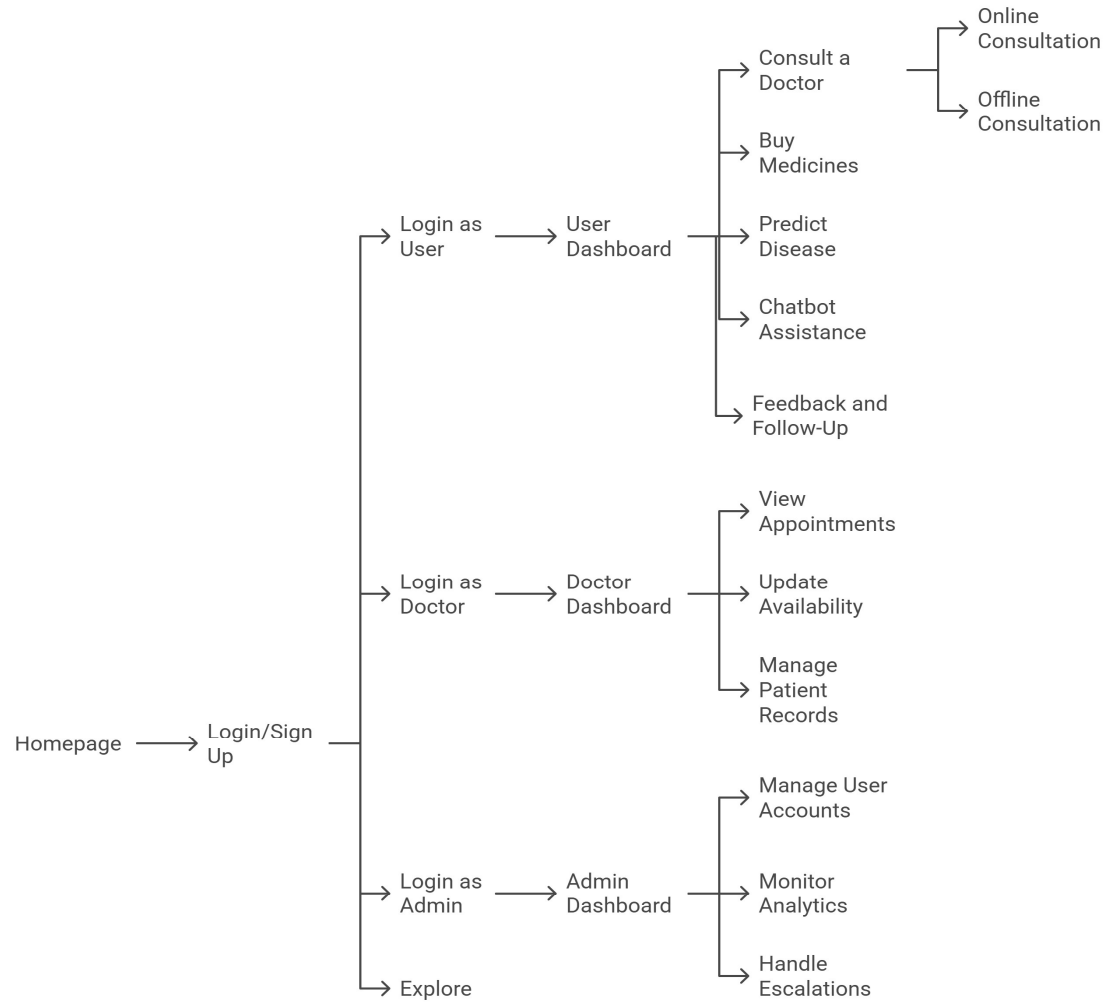 Online
Consultation
Consult a
Doctor
Offline
Consultation
Buy
Medicines
Login as
User
User
Dashboard
Predict
Disease
Chatbot
Assistance
Feedback and
Follow-Up
View
Appointments
Login as
Doctor
Doctor
Dashboard
Update
Availability
Manage
Patient
Records
Homepage
Login/Sign
Up
Manage User
Accounts
Login as
Admin
Admin
Dashboard
Monitor
Analytics
Handle
Escalations
Explore